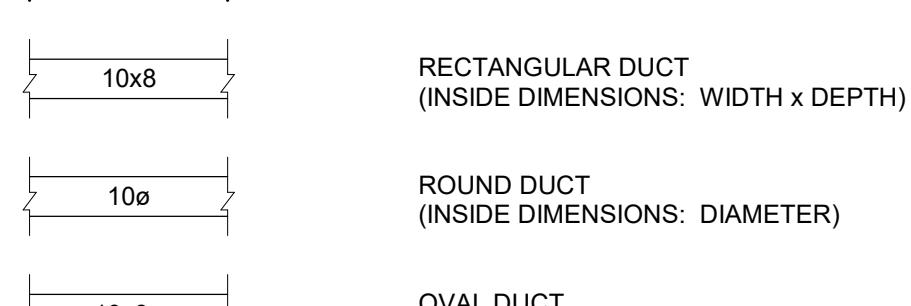 10x8
RECTANGULAR DUCT
(INSIDE DIMENSIONS: WIDTH x DEPTH)
10ø
ROUND DUCT
(INSIDE DIMENSIONS: DIAMETER)
OVAL DUCT